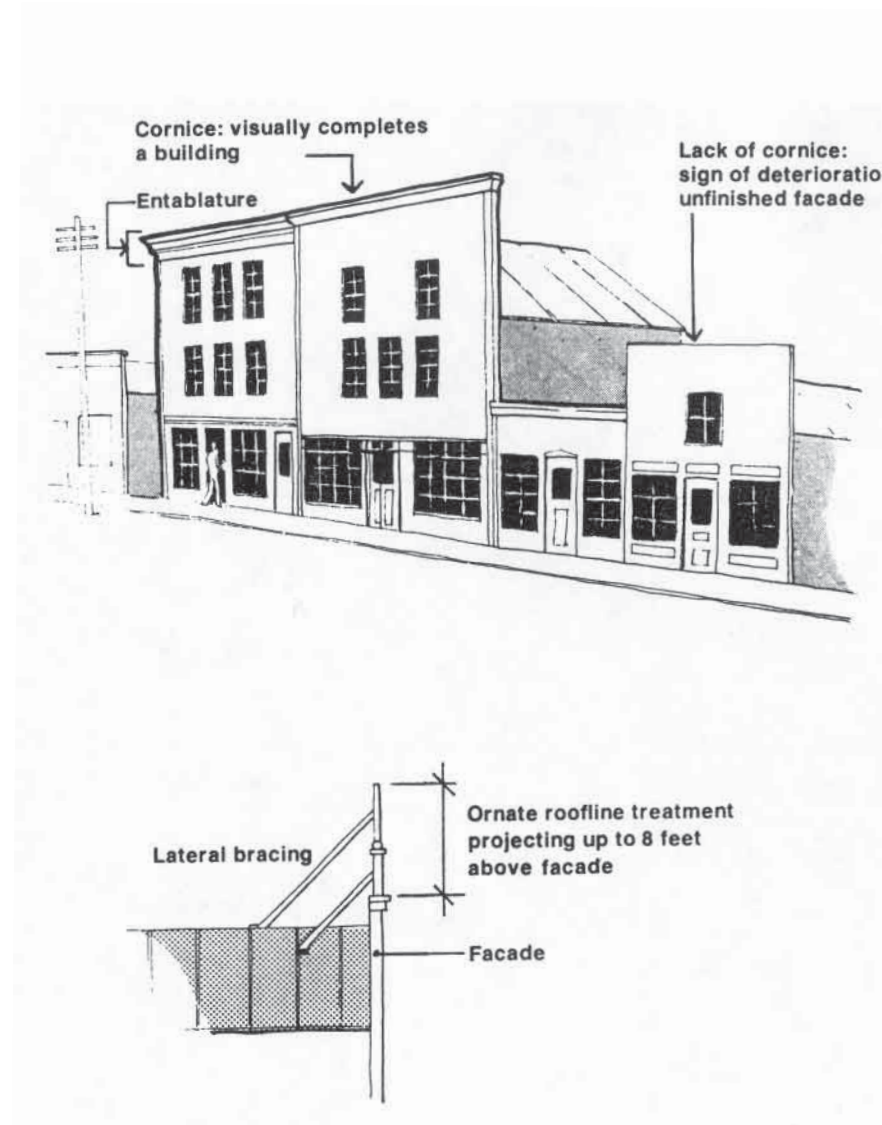 Cornice: visually completes
a building
Entablature
Lack of cornice:
sign of deterioratio
unfinished facade
Ornate roofline treatment
projecting up to 8 feet
above facade
Lateral bracing
Facade